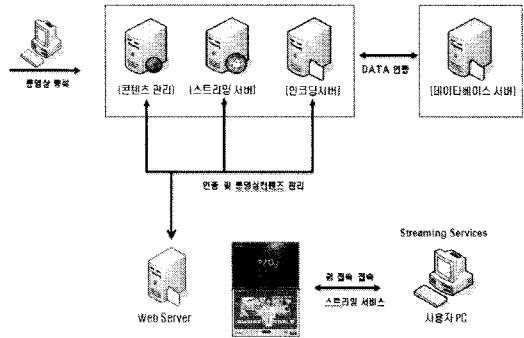 동영상 등록
[콘텐츠 관리]
[스트리밍 서버]
[인코딩서버]
DATA 연동
[데이타베이스 서버]
인증 및 동영상컨텐츠 관리
Web Server
웹 접속 접속
스트리밍 서비스
Streaming Services
사용자 PC